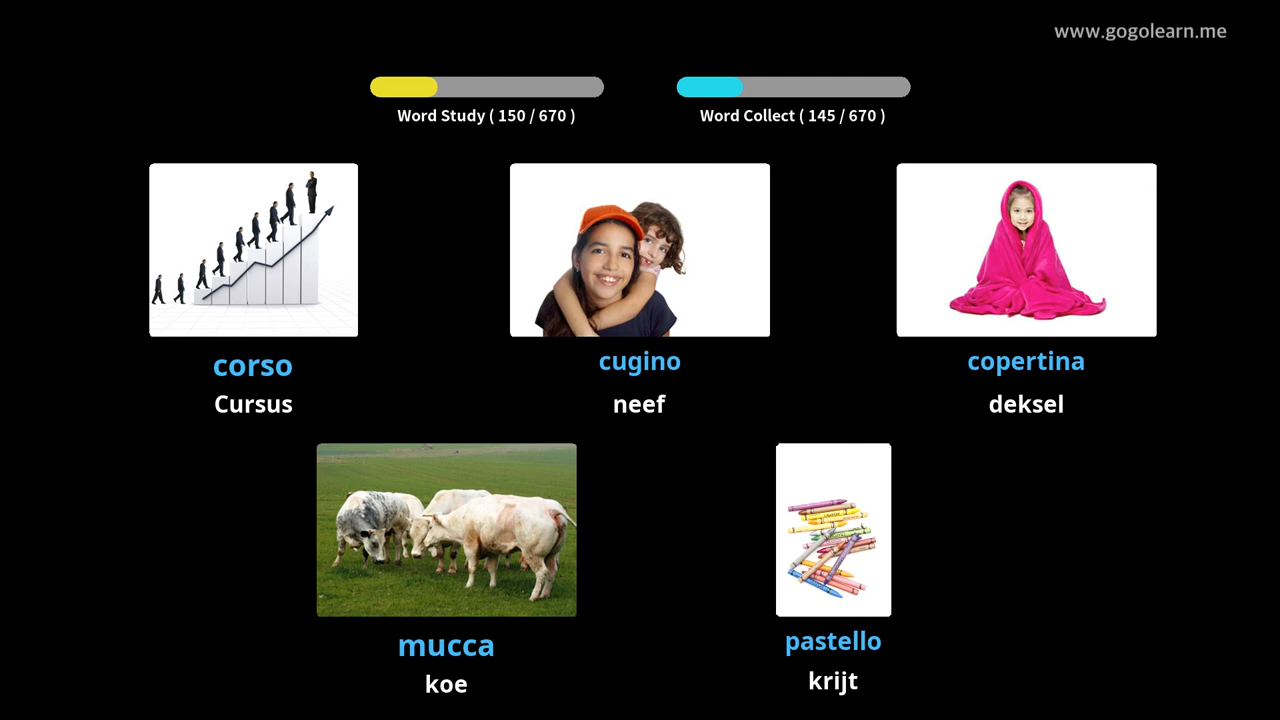 www.gogolearn.me
Word Study ( 150 / 670 )
Word Collect ( 145 / 670 )
corso
Cursus
cugino
neef
copertina
deksel
mucca
koe
pastello
krijt